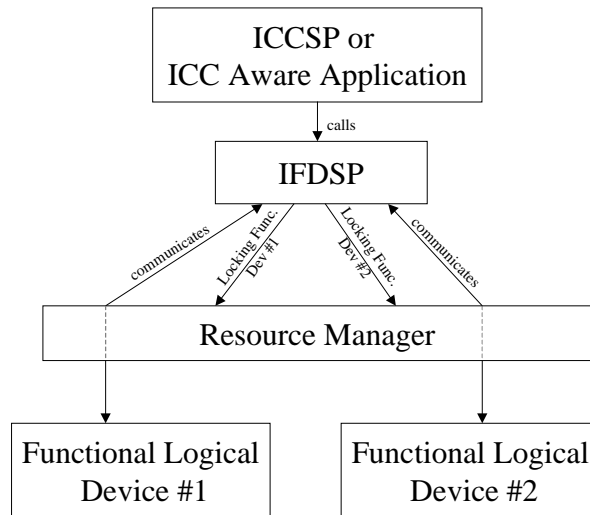 ICCSP or
ICC Aware Application
calls
IFDSP
communicates
Locking Func.
Dev #1
Locking Func.
Dev #2
communicates
Resource Manager
Functional Logical
Device #1
Functional Logical
Device #2